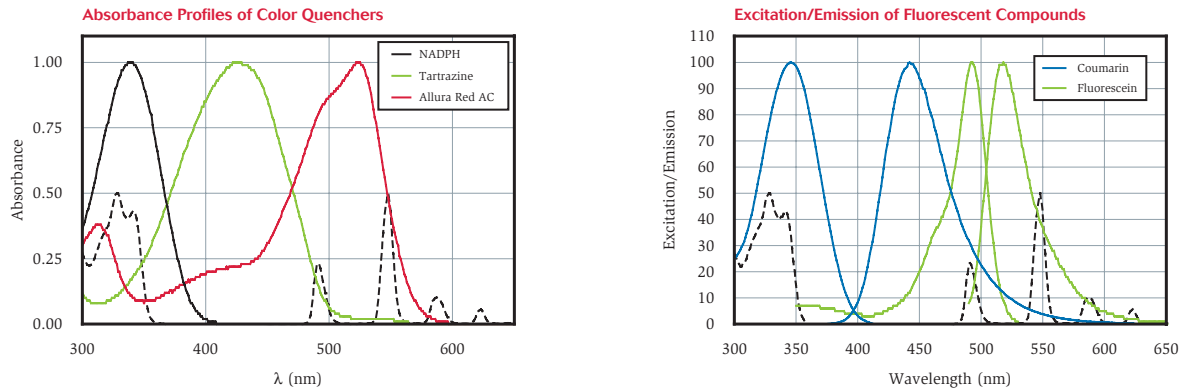 Absorbance Profiles of Color Quenchers
Absorbance
1.00
0.75
0.50
0.25
0.00
300
400
500
600
λ (nm)
NADPH
Tartrazine
Allura Red AC
Excitation/Emission of Fluorescent Compounds
Excitation/Emission
110
100
90
80
70
60
50
40
30
20
10
0
300
350
400
450
500
550
600
650
Wavelength (nm)
Coumarin
Fluorescein